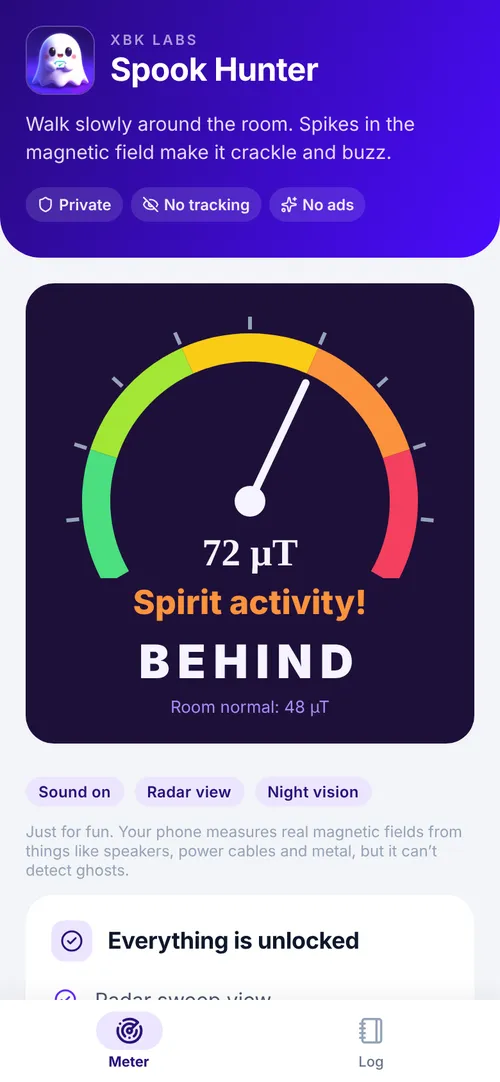 XBK LABS
Spook Hunter
Walk slowly around the room. Spikes in the
magnetic field make it crackle and buzz.
Private
No tracking
No ads
72 µT
Spirit activity!
BEHIND
Room normal: 48 µT
Sound on
Radar view
Night vision
Just for fun. Your phone measures real magnetic fields from
things like speakers, power cables and metal, but it can’t
detect ghosts.
Everything is unlocked
Radar sweep view
Meter
Log